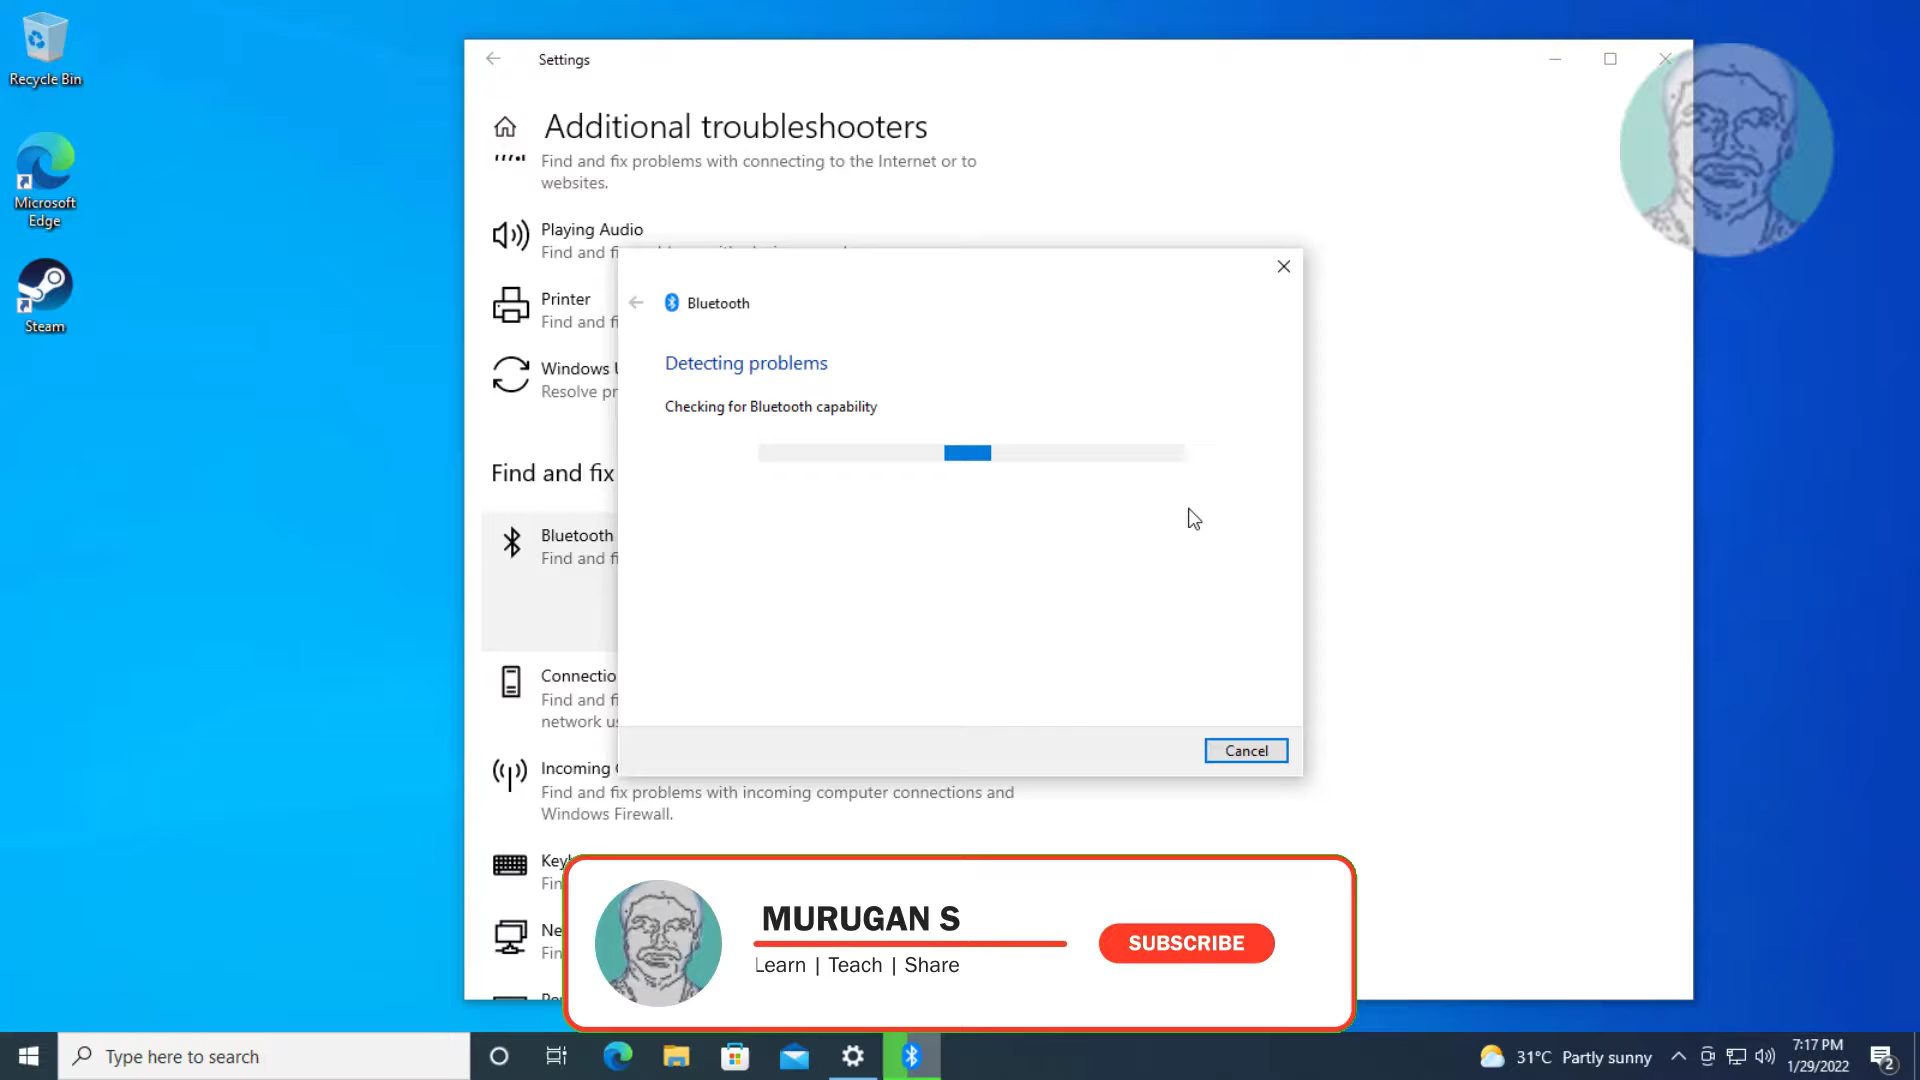 Recycle Bin
Microsoft
Edge
Steam
Settings
Additional troubleshooters
Find and fix problems with connecting to the Internet or to
websites.
Playing Audio
Find and fi
Printer
Find and fi
Windows U
Resolve pr
Find and fix
Bluetooth
Find and fi
Connectio
Find and fi
network us
Incoming C
Find and fix problems with incoming computer connections and
Windows Firewall.
Key
Fin
Ne
Fin
Bluetooth
Detecting problems
Checking for Bluetooth capability
Cancel
MURUGAN S
Learn | Teach | Share
SUBSCRIBE
Type here to search
31°C Partly sunny
7:17 PM
1/29/2022
2